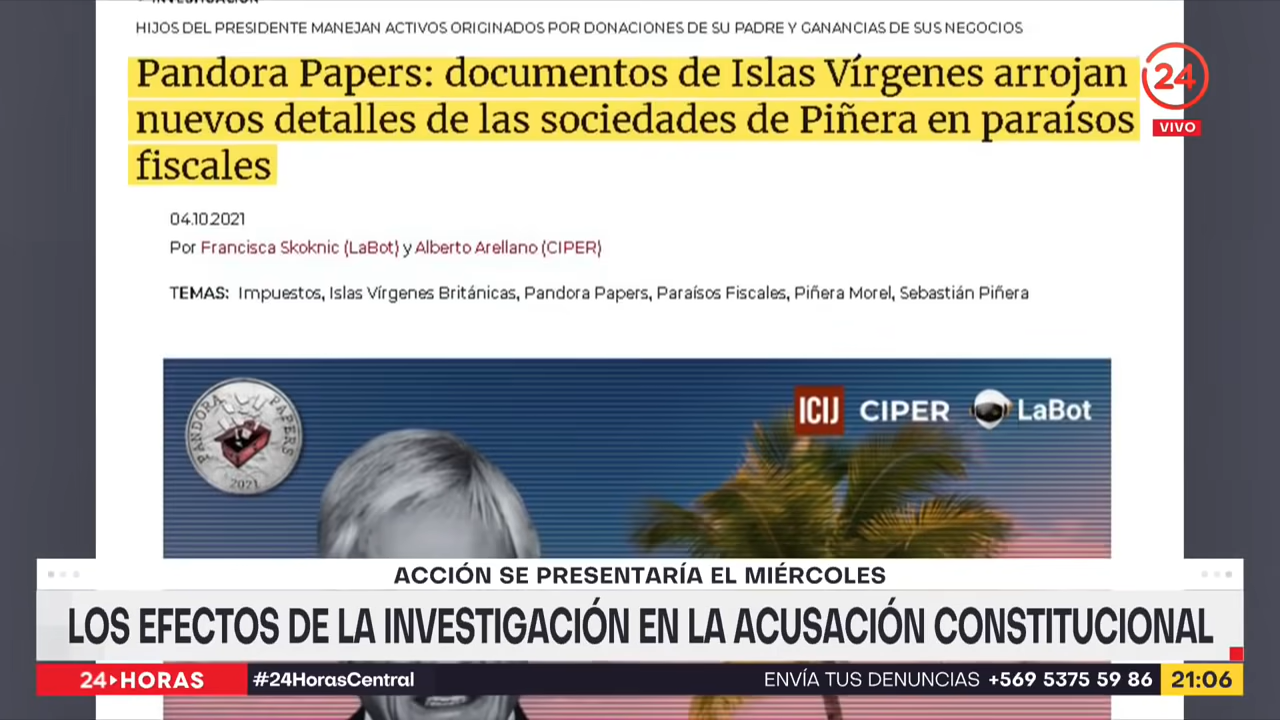 INVESTIGACIÓN
HIJOS DEL PRESIDENTE MANEJAN ACTIVOS ORIGINADOS POR DONACIONES DE SU PADRE Y GANANCIAS DE SUS NEGOCIOS
Pandora Papers: documentos de Islas Vírgenes arrojan
nuevos detalles de las sociedades de Piñera en paraísos
fiscales
24
VIVO
04.10.2021
Por Francisca Skoknic (LaBot) y Alberto Arellano (CIPER)
TEMAS: Impuestos, Islas Vírgenes Británicas, Pandora Papers, Paraísos Fiscales, Piñera Morel, Sebastián Piñera
PANDORA PAPERS
2021
ICIJ CIPER LaBot
ACCIÓN SE PRESENTARÍA EL MIÉRCOLES
LOS EFECTOS DE LA INVESTIGACIÓN EN LA ACUSACIÓN CONSTITUCIONAL
24 HORAS #24HorasCentral ENVÍA TUS DENUNCIAS +569 5375 59 86 21:06